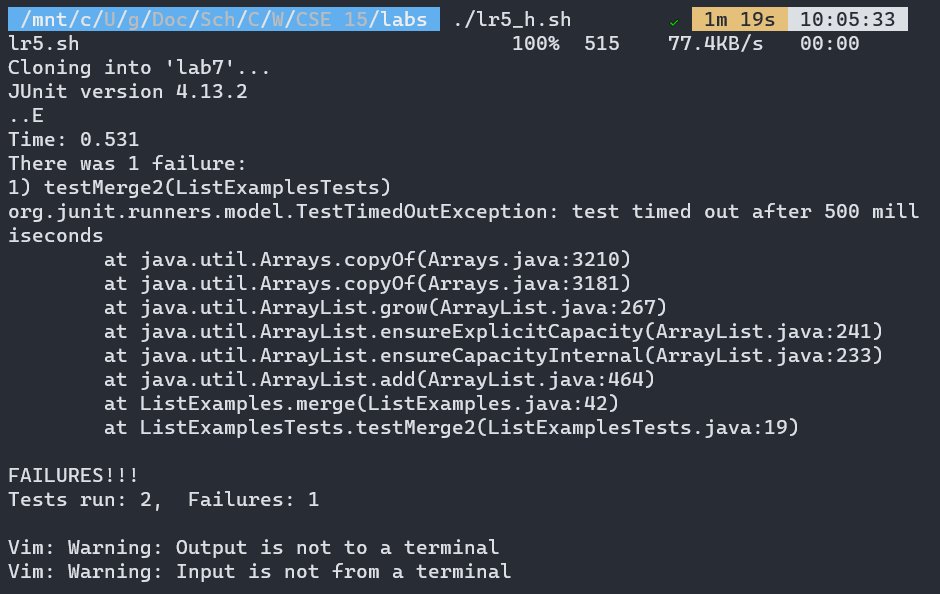 /mnt/c/U/g/Doc/Sch/C/W/CSE 15/labs ./lr5_h.sh ✓ 1m 19s 10:05:33
lr5.sh 100% 515 77.4KB/s 00:00
Cloning into 'lab7'...
JUnit version 4.13.2
..E
Time: 0.531
There was 1 failure:
1) testMerge2(ListExamplesTests)
org.junit.runners.model.TestTimedOutException: test timed out after 500 mill
iseconds
at java.util.Arrays.copyOf(Arrays.java:3210)
at java.util.Arrays.copyOf(Arrays.java:3181)
at java.util.ArrayList.grow(ArrayList.java:267)
at java.util.ArrayList.ensureExplicitCapacity(ArrayList.java:241)
at java.util.ArrayList.ensureCapacityInternal(ArrayList.java:233)
at java.util.ArrayList.add(ArrayList.java:464)
at ListExamples.merge(ListExamples.java:42)
at ListExamplesTests.testMerge2(ListExamplesTests.java:19)
FAILURES!!!
Tests run: 2,  Failures: 1
Vim: Warning: Output is not to a terminal
Vim: Warning: Input is not from a terminal